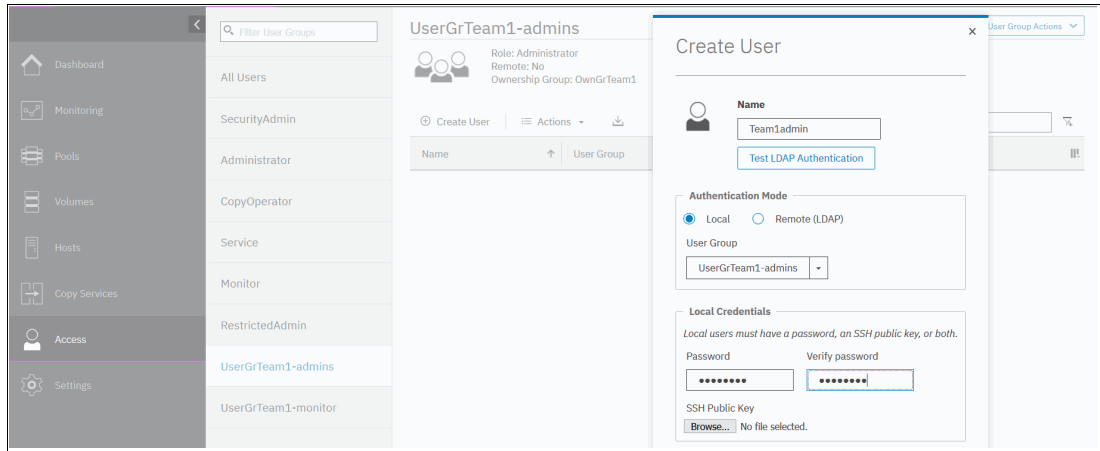 Dashboard
Monitoring
Pools
Volumes
Hosts
Copy Services
Access
Settings
Filter User Groups
All Users
SecurityAdmin
Administrator
CopyOperator
Service
Monitor
RestrictedAdmin
UserGrTeam1-admins
UserGrTeam1-monitor
UserGrTeam1-admins
Role: Administrator
Remote: No
Ownership Group: OwnGrTeam1
User Group Actions
Create User
Actions
Name
User Group
Create User
Name
Team1admin
Test LDAP Authentication
Authentication Mode
Local
Remote (LDAP)
User Group
UserGrTeam1-admins
Local Credentials
Local users must have a password, an SSH public key, or both.
Password Verify password
•••••••• ••••••••
SSH Public Key
Browse... No file selected.